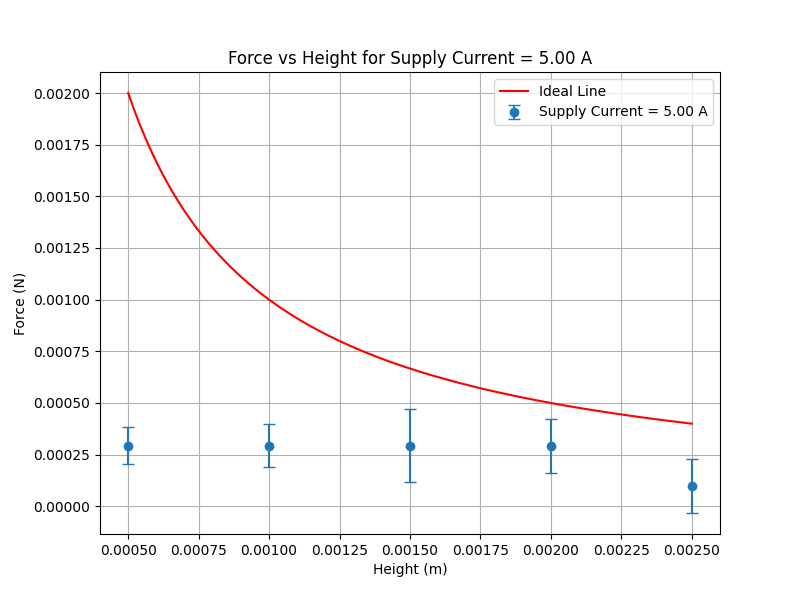 Force vs Height for Supply Current = 5.00 A
Ideal Line
Supply Current = 5.00 A
0.00200
0.00175
0.00150
0.00125
0.00100
0.00075
0.00050
0.00025
0.00000
Force (N)
0.00050 0.00075 0.00100 0.00125 0.00150 0.00175 0.00200 0.00225 0.00250
Height (m)